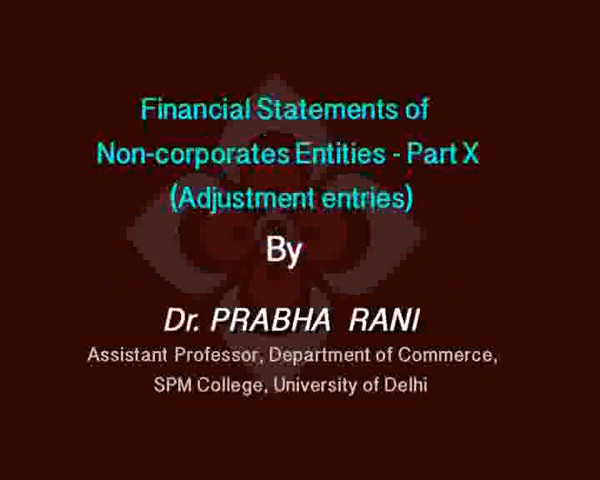 Financial Statements of
Non-corporates Entities - Part X
(Adjustment entries)
By
Dr. PRABHA RANI
Assistant Professor, Department of Commerce,
SPM College, University of Delhi